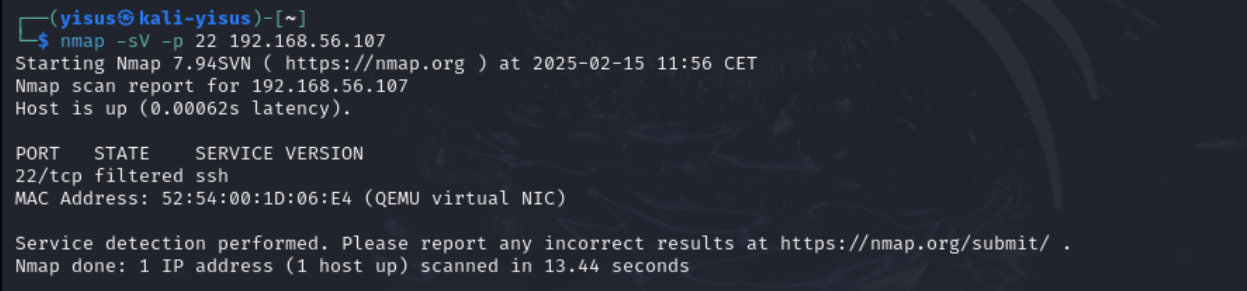 ┌──(yisus㉿kali-yisus)-[~]
└─$ nmap -sV -p 22 192.168.56.107
Starting Nmap 7.94SVN ( https://nmap.org ) at 2025-02-15 11:56 CET
Nmap scan report for 192.168.56.107
Host is up (0.00062s latency).

PORT   STATE    SERVICE VERSION
22/tcp filtered ssh
MAC Address: 52:54:00:1D:06:E4 (QEMU virtual NIC)

Service detection performed. Please report any incorrect results at https://nmap.org/submit/ .
Nmap done: 1 IP address (1 host up) scanned in 13.44 seconds